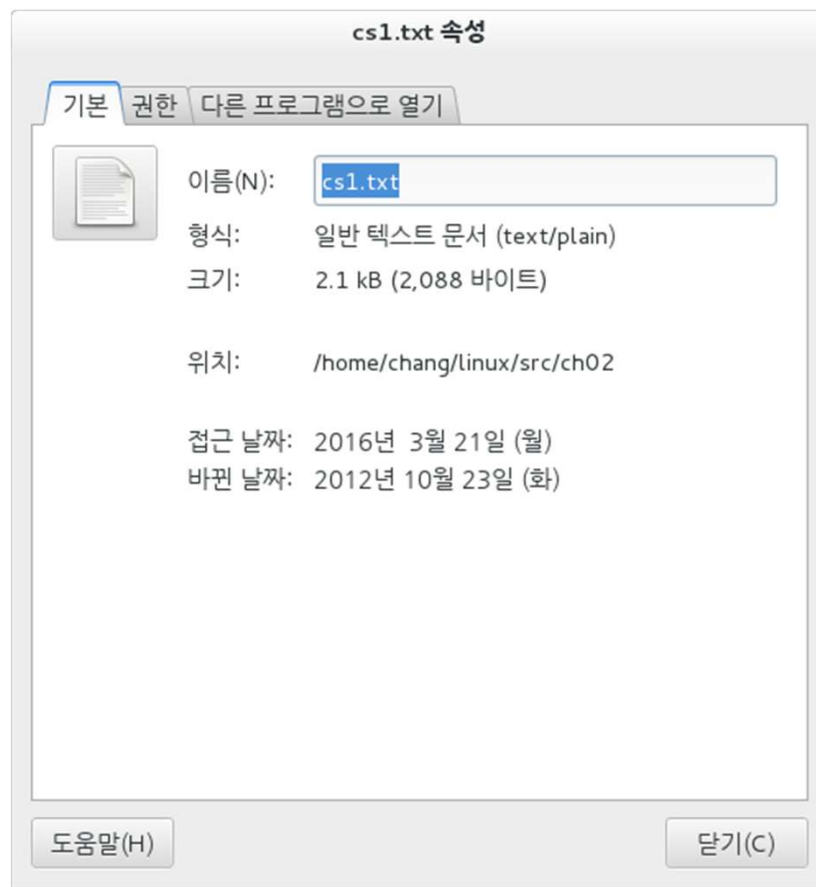 cs1.txt 속성
기본 권한 다른 프로그램으로 열기
이름(N): cs1.txt
형식: 일반 텍스트 문서 (text/plain)
크기: 2.1 kB (2,088 바이트)
위치: /home/chang/linux/src/ch02
접근 날짜: 2016년 3월 21일 (월)
바뀐 날짜: 2012년 10월 23일 (화)
도움말(H) 닫기(C)